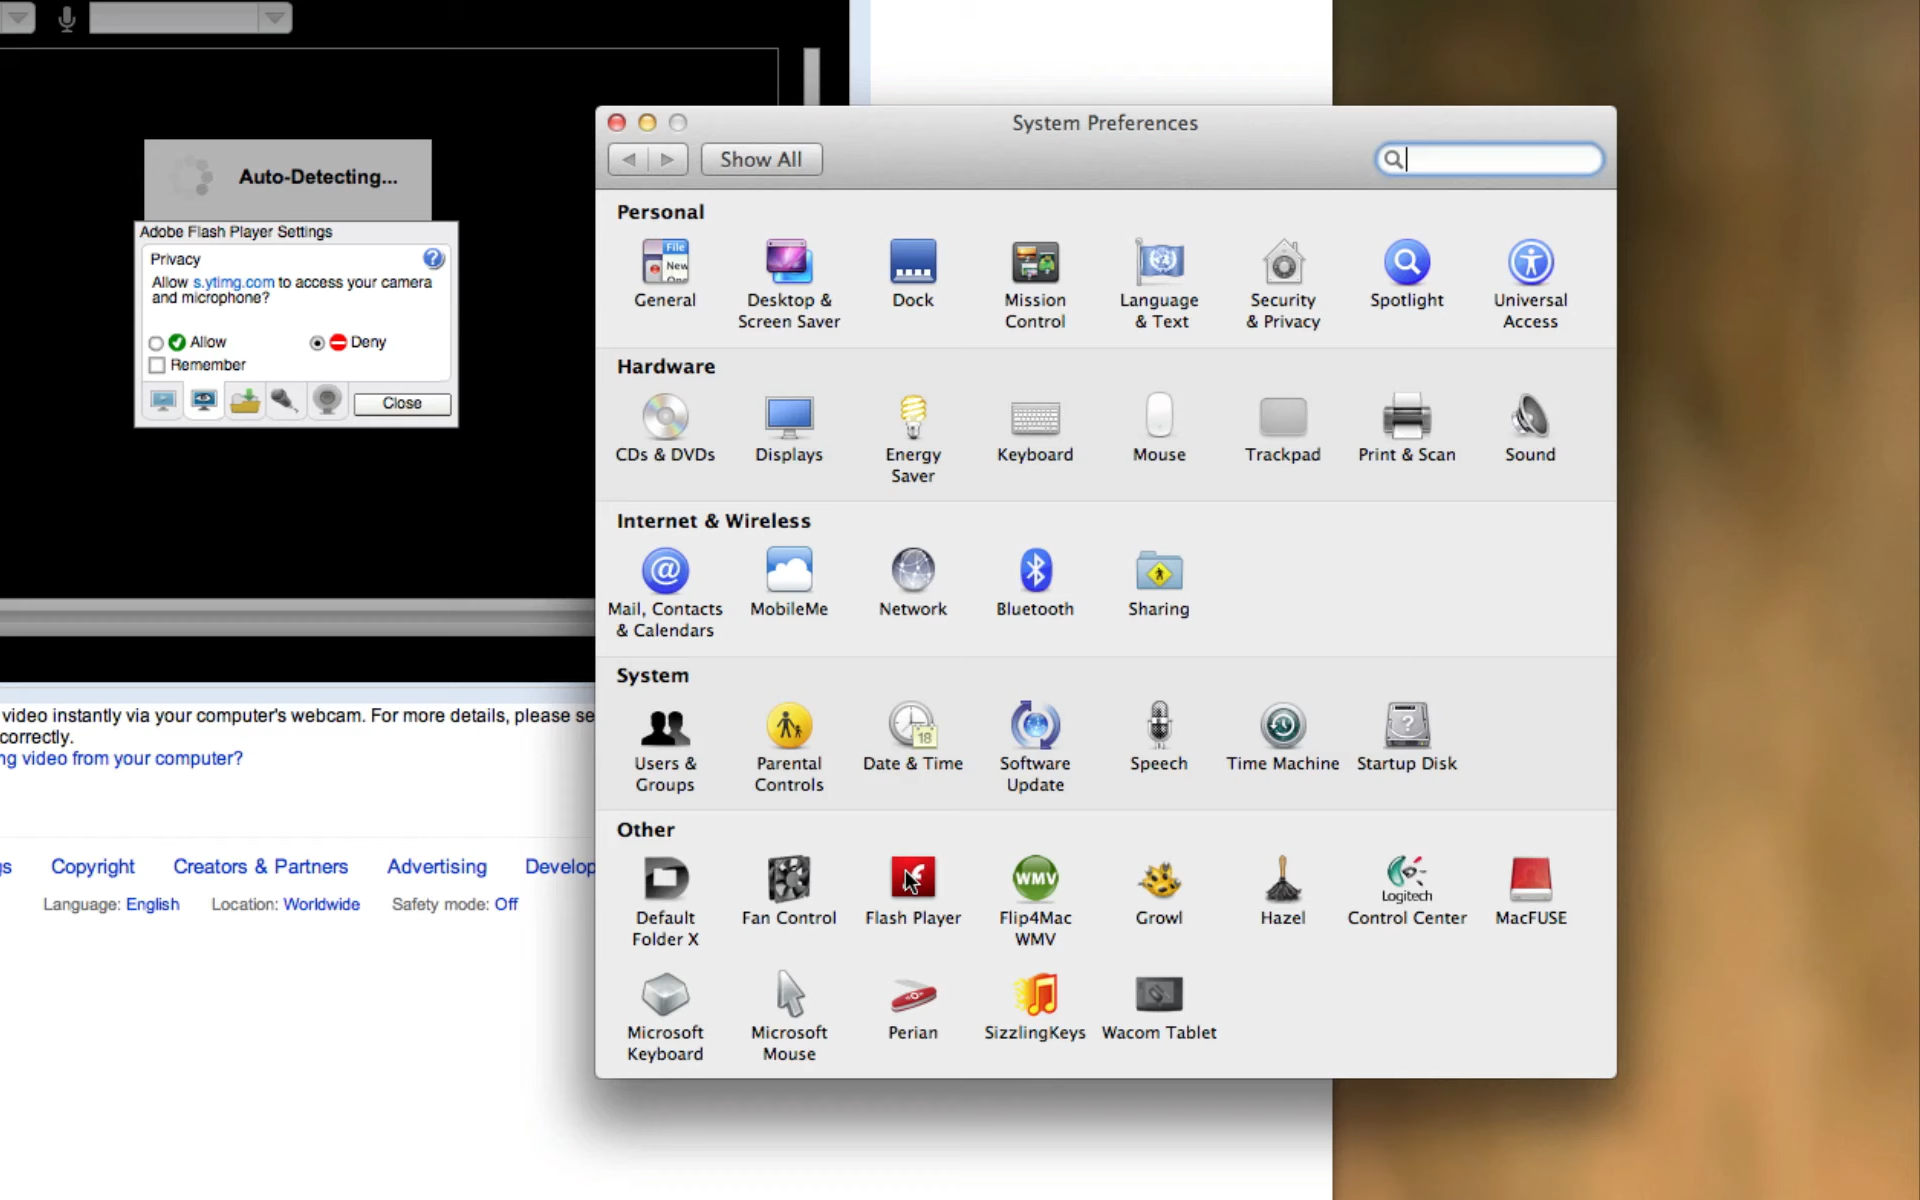 Auto-Detecting...
Adobe Flash Player Settings
Privacy
?
Allow s.ytimg.com to access your camera
and microphone?
Allow
Deny
Remember
Close
video instantly via your computer's webcam. For more details, please se
correctly.
ng video from your computer?
gs Copyright Creators & Partners Advertising Develop
Language: English Location: Worldwide Safety mode: Off
System Preferences
Show All
Personal
File
New
General
Desktop &
Screen Saver
Dock
Mission
Control
Language
& Text
Security
& Privacy
Spotlight
Universal
Access
Hardware
CDs & DVDs
Displays
Energy
Saver
Keyboard
Mouse
Trackpad
Print & Scan
Sound
Internet & Wireless
@
Mail, Contacts
& Calendars
MobileMe
Network
Bluetooth
Sharing
System
Users &
Groups
Parental
Controls
18
Date & Time
Software
Update
Speech
Time Machine
?
Startup Disk
Other
Default
Folder X
Fan Control
Flash Player
WMV
Flip4Mac
WMV
Growl
Hazel
Logitech
Control Center
MacFUSE
Microsoft
Keyboard
Microsoft
Mouse
Perian
SizzlingKeys
Wacom Tablet